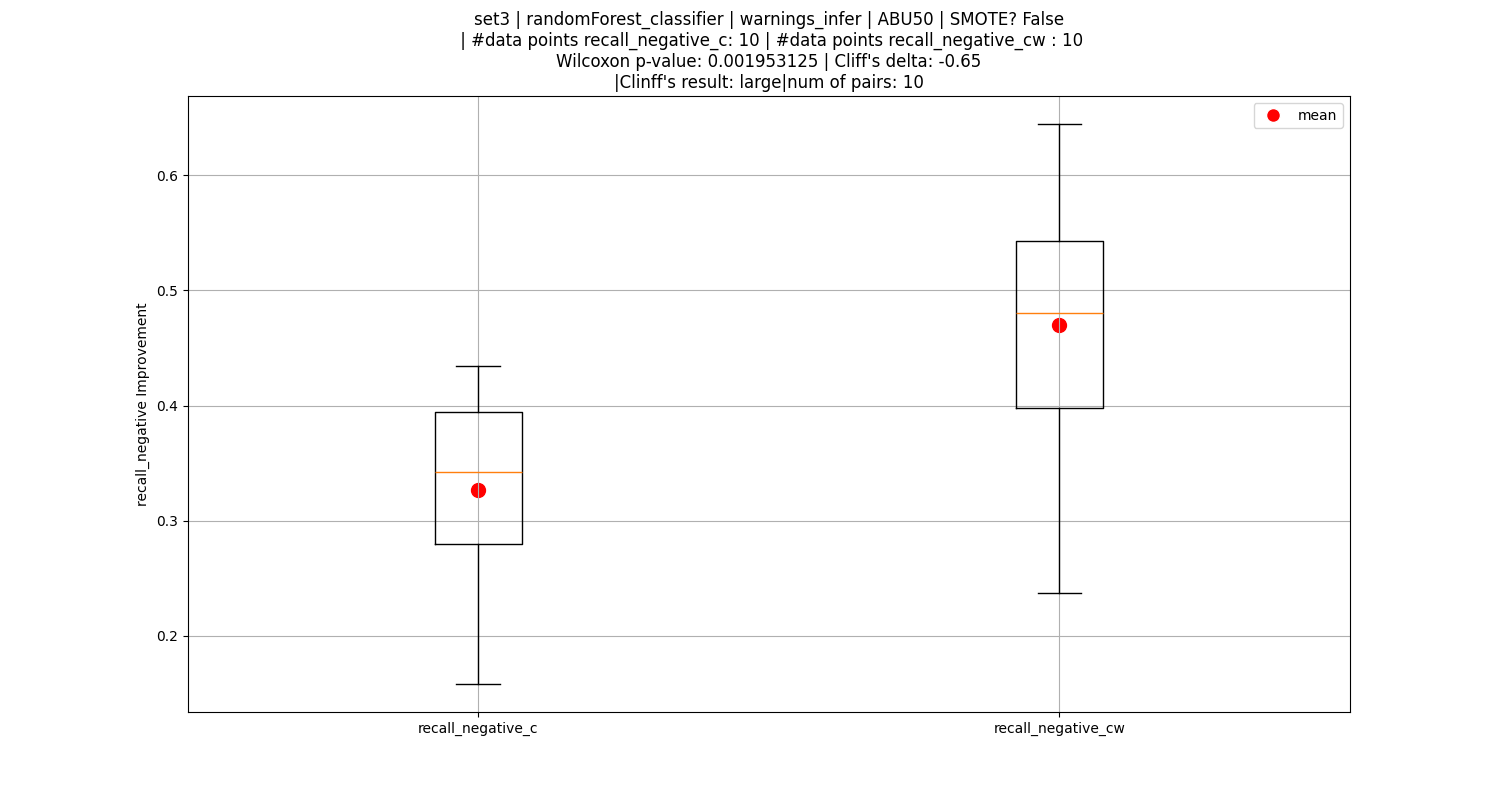 set3 | randomForest_classifier | warnings_infer | ABU50 | SMOTE? False
| #data points recall_negative_c: 10 | #data points recall_negative_cw : 10
Wilcoxon p-value: 0.001953125 | Cliff's delta: -0.65
|Clinff's result: large|num of pairs: 10
mean
0.6
0.5
0.4
0.3
0.2
recall_negative Improvement
recall_negative_c
recall_negative_cw